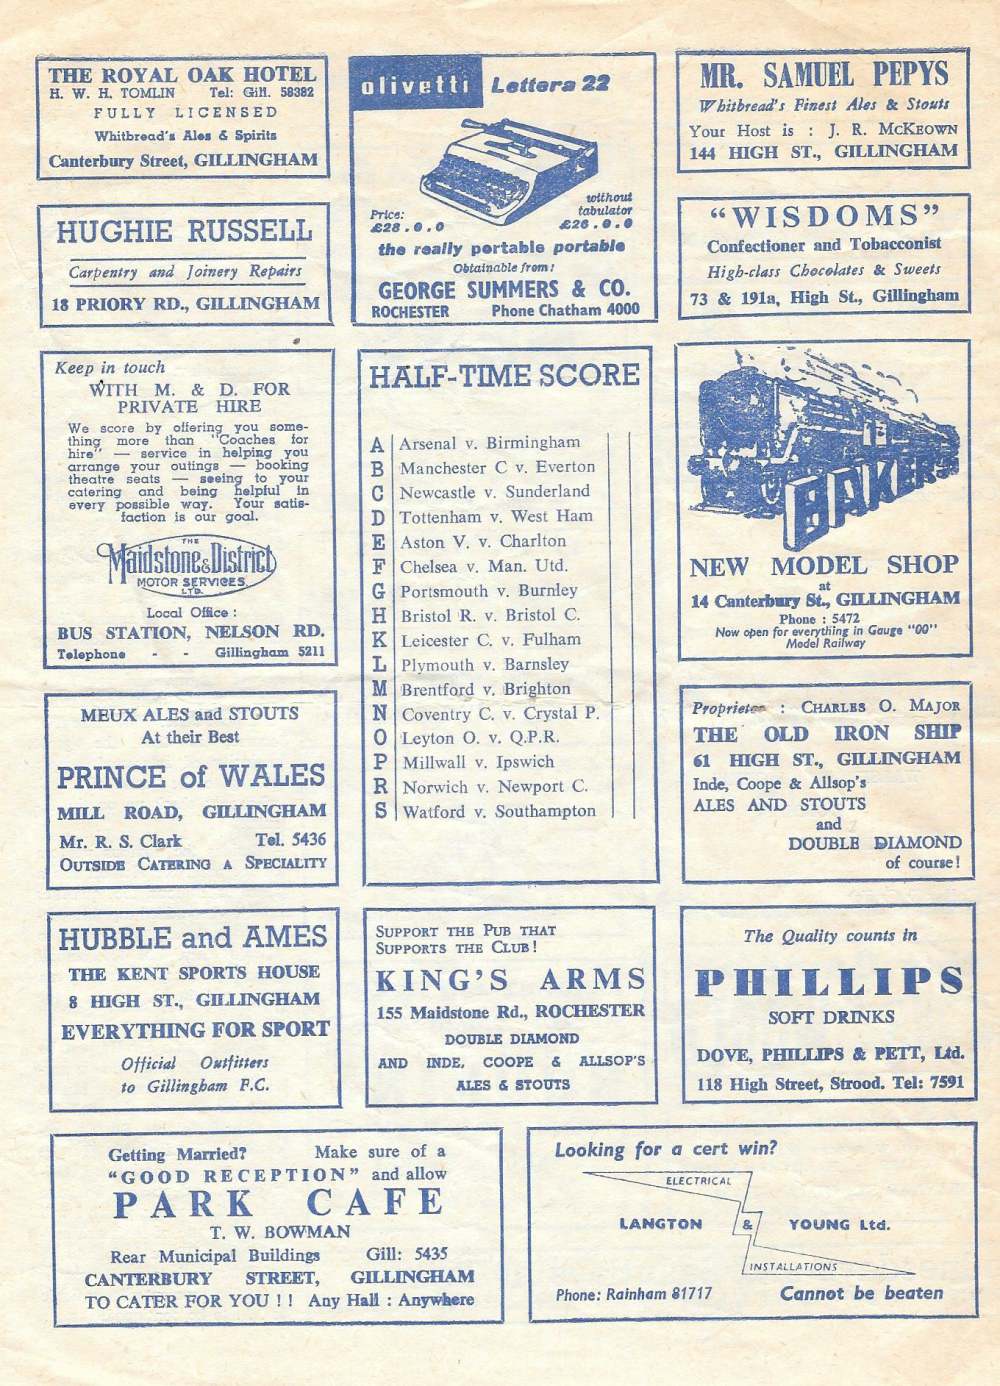 THE ROYAL OAK HOTEL
H. W. H. TOMLIN Tel: Gill. 58382
FULLY LICENSED
Whitbread's Ales & Spirits
Canterbury Street, GILLINGHAM
olivetti Lettera 22
Price:
£28.0.0
without
tabulator
£26.0.0
the really portable portable
Obtainable from:
GEORGE SUMMERS & CO.
ROCHESTER Phone Chatham 4000
MR. SAMUEL PEPYS
Whitbread's Finest Ales & Stouts
Your Host is : J. R. McKEOWN
144 HIGH ST., GILLINGHAM
HUGHIE RUSSELL
Carpentry and Joinery Repairs
18 PRIORY RD., GILLINGHAM
"WISDOMS"
Confectioner and Tobacconist
High-class Chocolates & Sweets
73 & 191a, High St., Gillingham
Keep in touch
WITH M. & D. FOR
PRIVATE HIRE
We score by offering you some-
thing more than "Coaches for
hire" — service in helping you
arrange your outings — booking
theatre seats — seeing to your
catering and being helpful in
every possible way. Your satis-
faction is our goal.
THE
Maidstone & District
MOTOR SERVICES
LTD.
Local Office :
BUS STATION, NELSON RD.
Telephone - - Gillingham 5211
HALF-TIME SCORE
A Arsenal v. Birmingham
B Manchester C v. Everton
C Newcastle v. Sunderland
D Tottenham v. West Ham
E Aston V. v. Charlton
F Chelsea v. Man. Utd.
G Portsmouth v. Burnley
H Bristol R. v. Bristol C.
K Leicester C. v. Fulham
L Plymouth v. Barnsley
M Brentford v. Brighton
N Coventry C. v. Crystal P.
O Leyton O. v. Q.P.R.
P Millwall v. Ipswich
R Norwich v. Newport C.
S Watford v. Southampton
BAKER
NEW MODEL SHOP
at
14 Canterbury St., GILLINGHAM
Phone : 5472
Now open for everything in Gauge "00"
Model Railway
MEUX ALES and STOUTS
At their Best
PRINCE of WALES
MILL ROAD, GILLINGHAM
Mr. R. S. Clark Tel. 5436
OUTSIDE CATERING A SPECIALITY
Proprietor : CHARLES O. MAJOR
THE OLD IRON SHIP
61 HIGH ST., GILLINGHAM
Inde, Coope & Allsop's
ALES AND STOUTS
and
DOUBLE DIAMOND
of course!
HUBBLE and AMES
THE KENT SPORTS HOUSE
8 HIGH ST., GILLINGHAM
EVERYTHING FOR SPORT
Official Outfitters
to Gillingham F.C.
SUPPORT THE PUB THAT
SUPPORTS THE CLUB!
KING'S ARMS
155 Maidstone Rd., ROCHESTER
DOUBLE DIAMOND
AND INDE, COOPE & ALLSOP'S
ALES & STOUTS
The Quality counts in
PHILLIPS
SOFT DRINKS
DOVE, PHILLIPS & PETT, Ltd.
118 High Street, Strood. Tel: 7591
Getting Married? Make sure of a
"GOOD RECEPTION" and allow
PARK CAFE
T. W. BOWMAN
Rear Municipal Buildings Gill: 5435
CANTERBURY STREET, GILLINGHAM
TO CATER FOR YOU !! Any Hall : Anywhere
Looking for a cert win?
ELECTRICAL
LANGTON & YOUNG Ltd.
INSTALLATIONS
Phone: Rainham 81717 Cannot be beaten